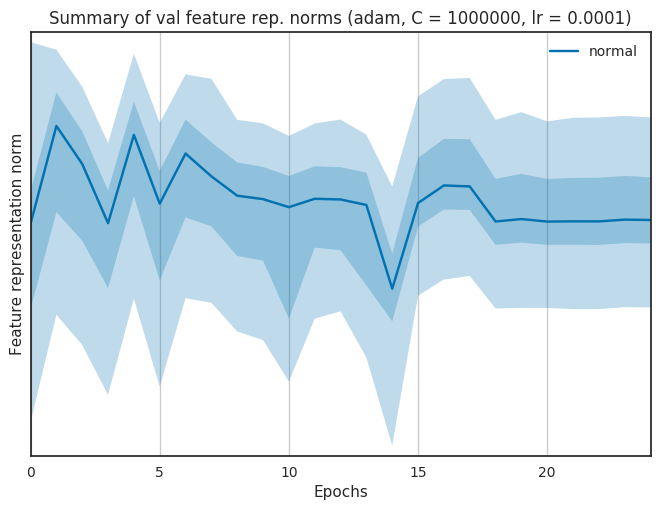 Summary of val feature rep. norms (adam, C = 1000000, lr = 0.0001)
normal
Feature representation norm
0 5 10 15 20
Epochs